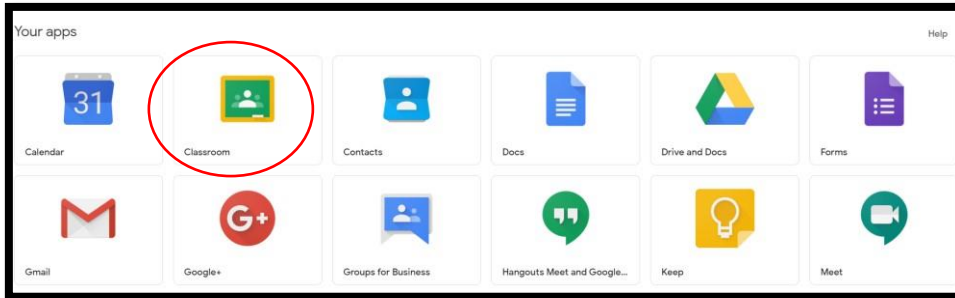 Your apps
Help
31
Calendar
Classroom
Contacts
Docs
Drive and Docs
Forms
G+
Gmail
Google+
Groups for Business
Hangouts Meet and Google...
Keep
Meet